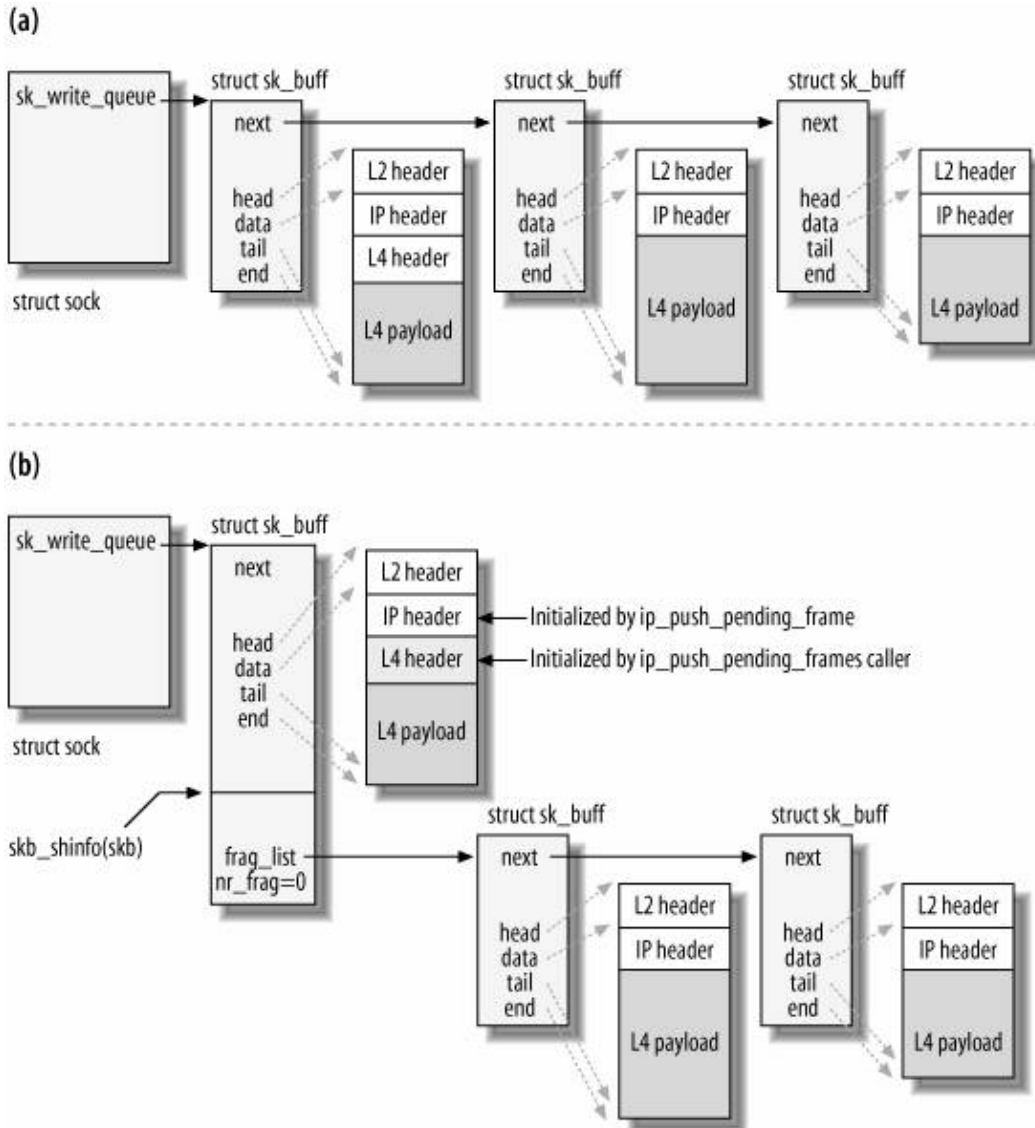 (a)
struct sk_buff
struct sk_buff
struct sk_buff
sk_write_queue
next
next
next
L2 header
L2 header
L2 header
head
head
head
IP header
IP header
IP header
data
data
data
tail
tail
tail
L4 header
end
end
end
struct sock
L4 payload
L4 payload
L4 payload
(b)
struct sk_buff
sk_write_queue
next
L2 header
IP header
Initialized by ip_push_pending_frame
head
L4 header
Initialized by ip_push_pending_frames caller
data
tail
end
L4 payload
struct sock
struct sk_buff
struct sk_buff
skb_shinfo(skb)
frag_list
next
next
nr_frag=0
L2 header
L2 header
head
head
IP header
IP header
data
data
tail
tail
end
end
L4 payload
L4 payload